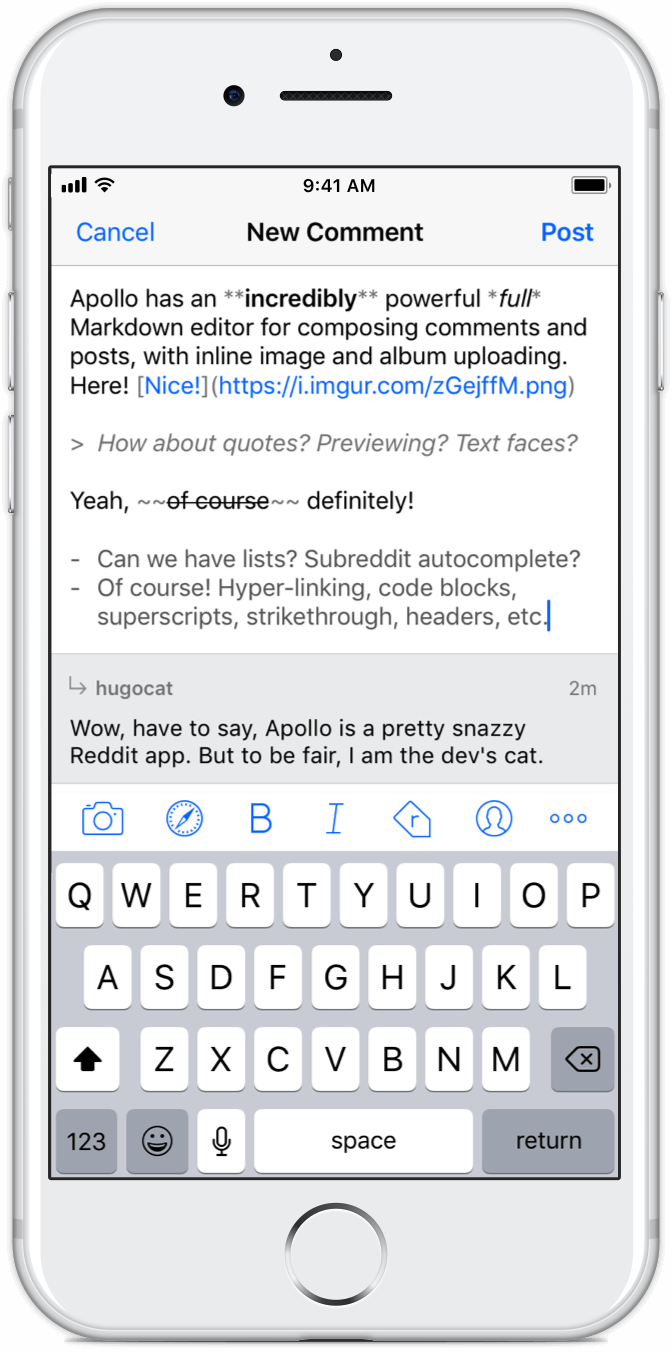 9:41 AM
Cancel New Comment Post
Apollo has an **incredibly** powerful *full*
Markdown editor for composing comments and
posts, with inline image and album uploading.
Here! [Nice!](https://i.imgur.com/zGejffM.png)
> How about quotes? Previewing? Text faces?
Yeah, ~~of course~~ definitely!
- Can we have lists? Subreddit autocomplete?
- Of course! Hyper-linking, code blocks,
superscripts, strikethrough, headers, etc.
hugocat 2m
Wow, have to say, Apollo is a pretty snazzy
Reddit app. But to be fair, I am the dev's cat.
B I r
Q W E R T Y U I O P
A S D F G H J K L
Z X C V B N M
123 space return